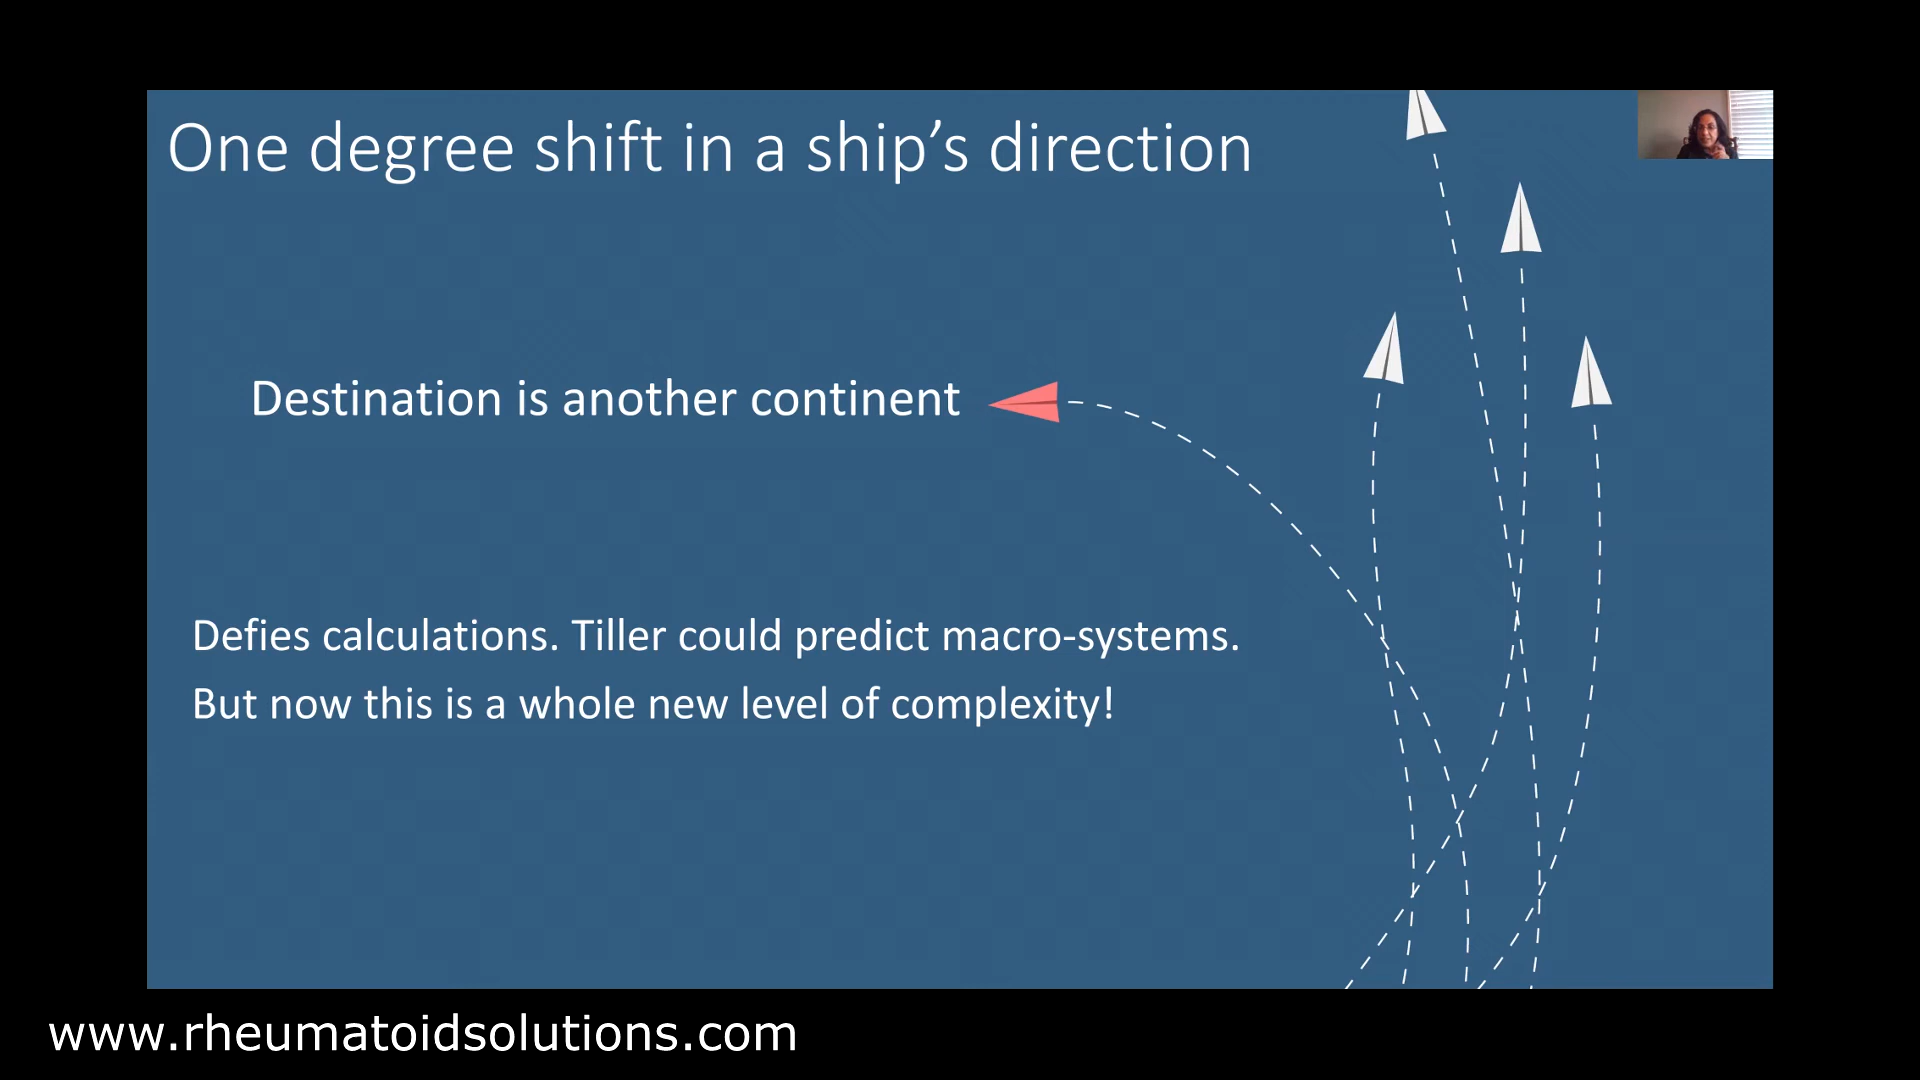 One degree shift in a ship’s direction
Destination is another continent
Defies calculations. Tiller could predict macro-systems.
But now this is a whole new level of complexity!
www.rheumatoidsolutions.com